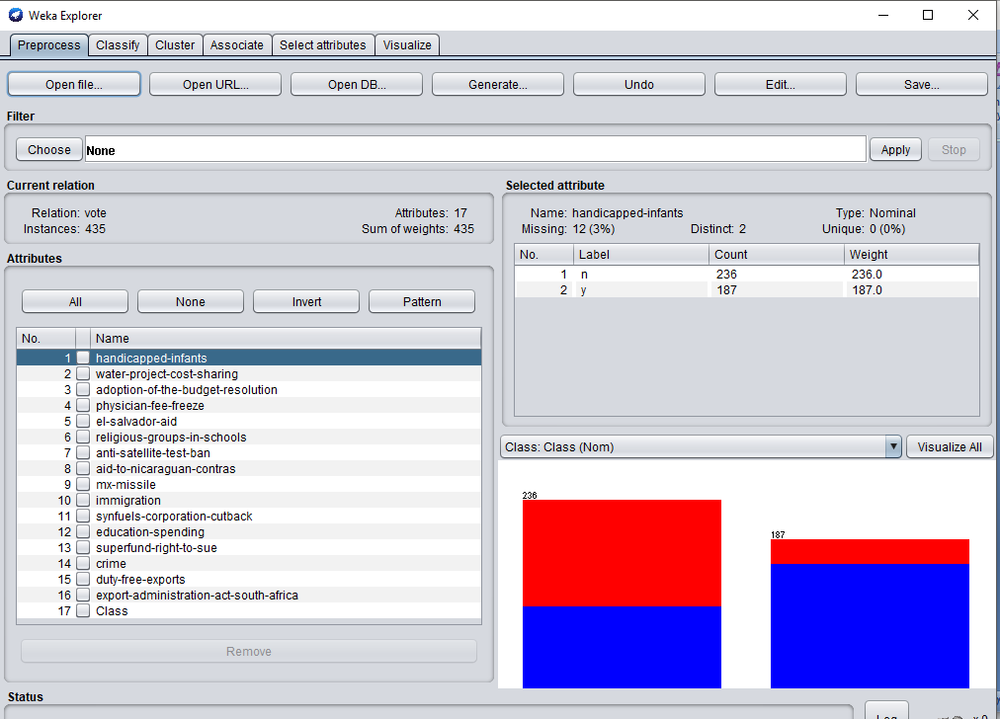 Weka Explorer
Preprocess Classify Cluster Associate Select attributes Visualize
Open file... Open URL... Open DB... Generate... Undo Edit... Save...
Filter
Choose None Apply Stop
Current relation
Relation: vote Attributes: 17
Instances: 435 Sum of weights: 435
Attributes
All None Invert Pattern
No. Name
1 handicapped-infants
2 water-project-cost-sharing
3 adoption-of-the-budget-resolution
4 physician-fee-freeze
5 el-salvador-aid
6 religious-groups-in-schools
7 anti-satellite-test-ban
8 aid-to-nicaraguan-contras
9 mx-missile
10 immigration
11 synfuels-corporation-cutback
12 education-spending
13 superfund-right-to-sue
14 crime
15 duty-free-exports
16 export-administration-act-south-africa
17 Class
Remove
Selected attribute
Name: handicapped-infants Type: Nominal
Missing: 12 (3%) Distinct: 2 Unique: 0 (0%)
No. Label Count Weight
1 n 236 236.0
2 y 187 187.0
Class: Class (Nom) Visualize All
236
187
Status
Log x 0